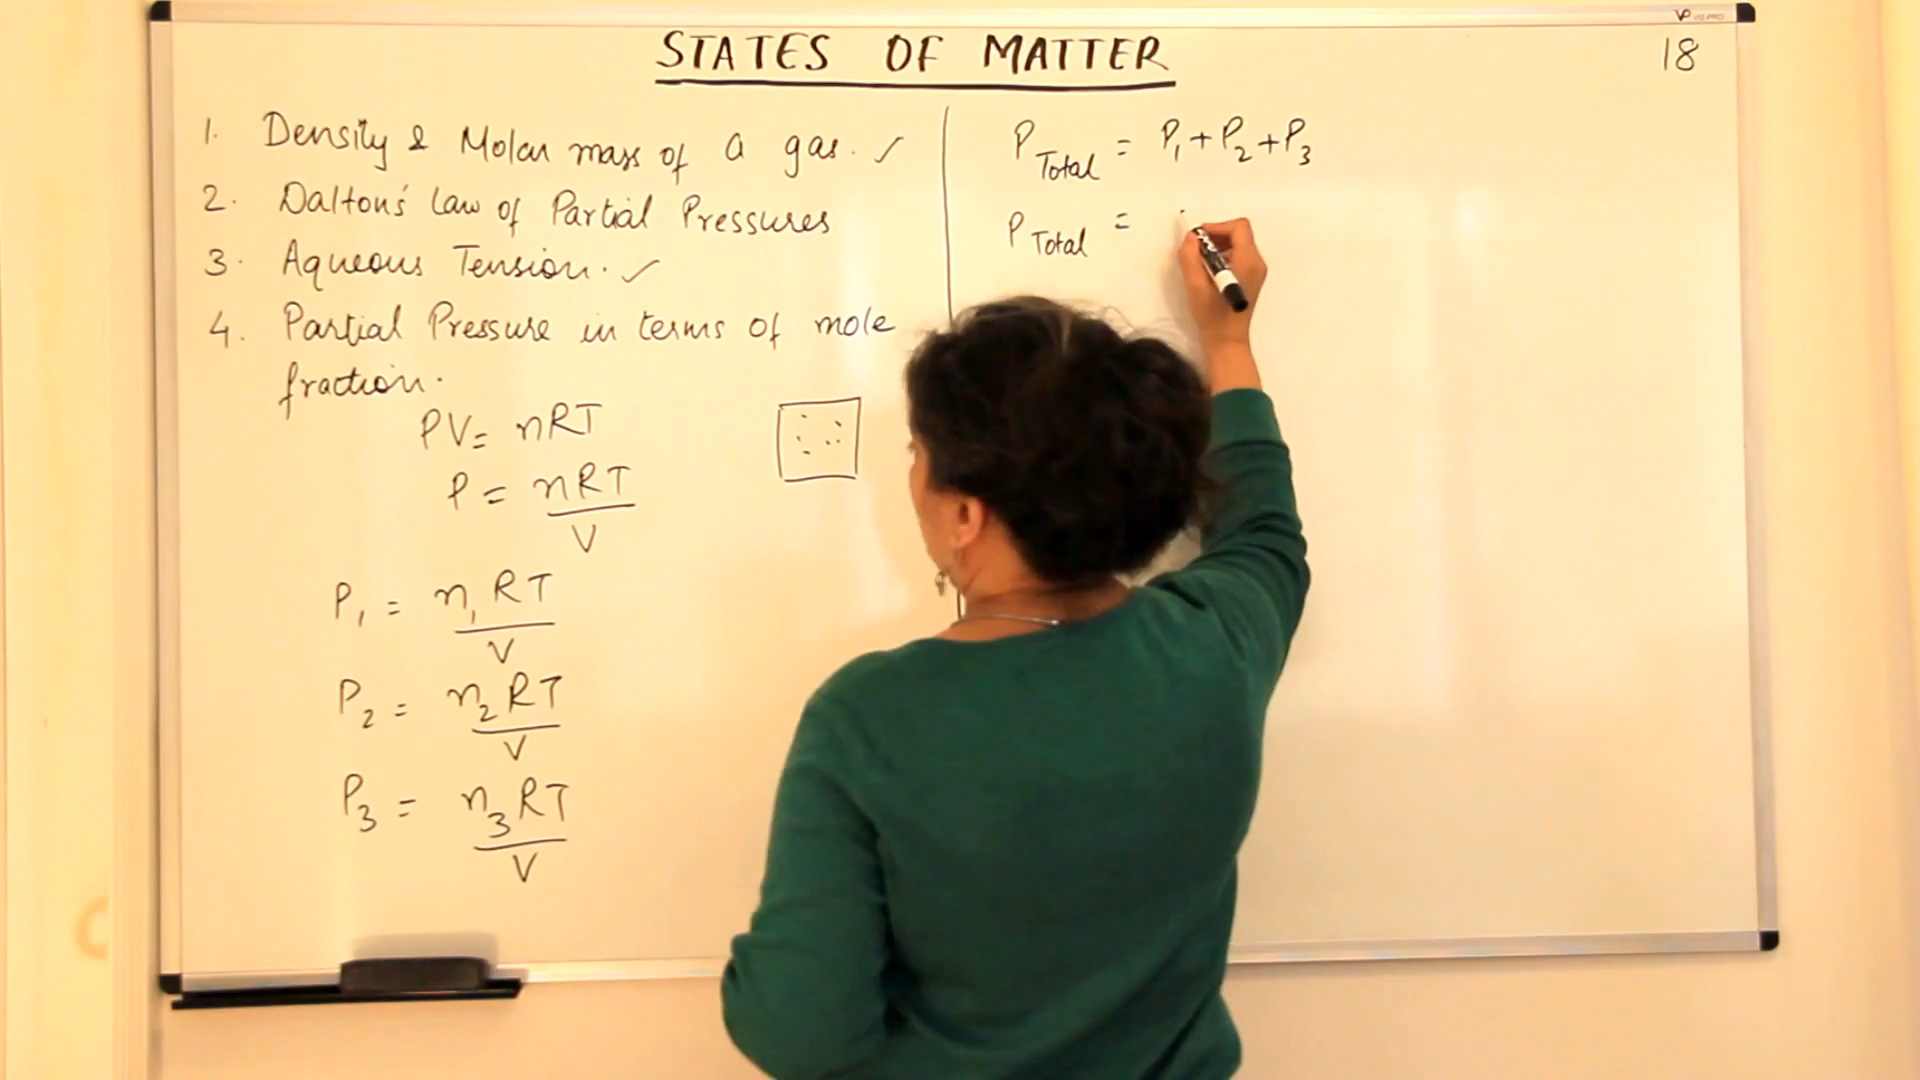 STATES OF MATTER
18
1. Density & Molar mass of a gas. ✓
2. Dalton's Law of Partial Pressures
3. Aqueous Tension. ✓
4. Partial Pressure in terms of mole
fraction.
PV = nRT
P = nRT
V
P1 = n1RT
V
P2 = n2RT
V
P3 = n3RT
V
P Total = P1 + P2 + P3
P Total =